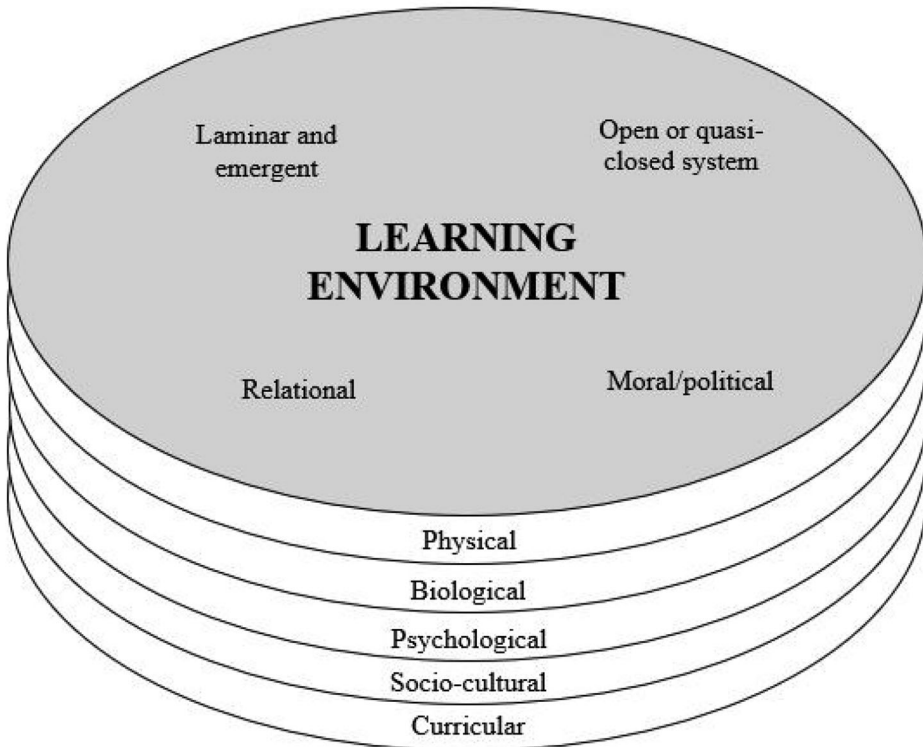 Laminar and
emergent
Open or quasi-
closed system
LEARNING
ENVIRONMENT
Relational
Moral/political
Physical
Biological
Psychological
Socio-cultural
Curricular